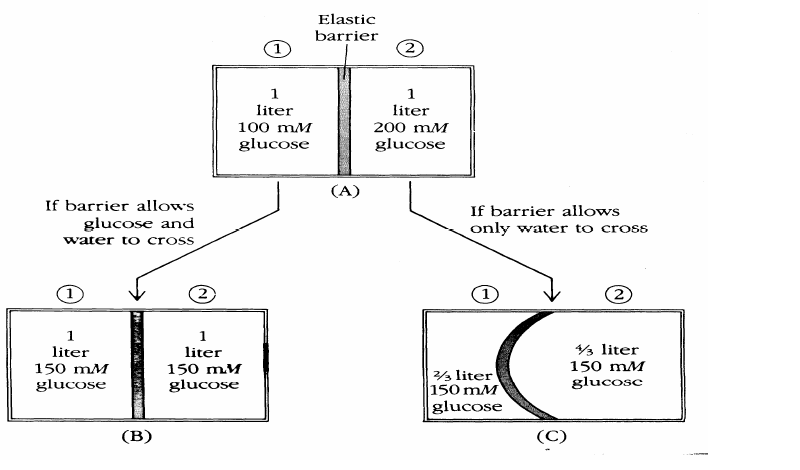 Elastic
barrier
① ②
1
liter
100 mM
glucose
1
liter
200 mM
glucose
(A)
If barrier allows
glucose and
water to cross
If barrier allows
only water to cross
① ②
1
liter
150 mM
glucose
1
liter
150 mM
glucose
(B)
① ②
⅔ liter
150 mM
glucose
4/3 liter
150 mM
glucose
(C)